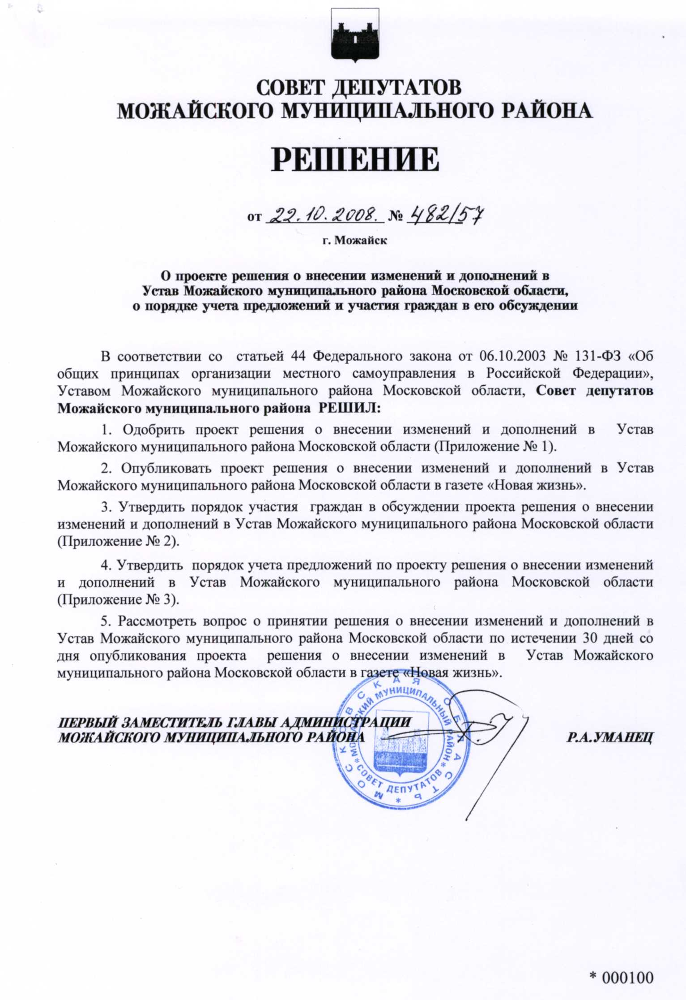 СОВЕТ ДЕПУТАТОВ
МОЖАЙСКОГО МУНИЦИПАЛЬНОГО РАЙОНА
РЕШЕНИЕ
от 22.10.2008. № 482/57
г. Можайск
О проекте решения о внесении изменений и дополнений в
Устав Можайского муниципального района Московской области,
о порядке учета предложений и участия граждан в его обсуждении
В соответствии со статьей 44 Федерального закона от 06.10.2003 № 131-ФЗ «Об
общих принципах организации местного самоуправления в Российской Федерации»,
Уставом Можайского муниципального района Московской области, Совет депутатов
Можайского муниципального района РЕШИЛ:
1. Одобрить проект решения о внесении изменений и дополнений в Устав
Можайского муниципального района Московской области (Приложение № 1).
2. Опубликовать проект решения о внесении изменений и дополнений в Устав
Можайского муниципального района Московской области в газете «Новая жизнь».
3. Утвердить порядок участия граждан в обсуждении проекта решения о внесении
изменений и дополнений в Устав Можайского муниципального района Московской области
(Приложение № 2).
4. Утвердить порядок учета предложений по проекту решения о внесении изменений
и дополнений в Устав Можайского муниципального района Московской области
(Приложение № 3).
5. Рассмотреть вопрос о принятии решения о внесении изменений и дополнений в
Устав Можайского муниципального района Московской области по истечении 30 дней со
дня опубликования проекта решения о внесении изменений в Устав Можайского
муниципального района Московской области в газете «Новая жизнь».
ПЕРВЫЙ ЗАМЕСТИТЕЛЬ ГЛАВЫ АДМИНИСТРАЦИИ
МОЖАЙСКОГО МУНИЦИПАЛЬНОГО РАЙОНА Р.А.УМАНЕЦ
* МОСКОВСКАЯ ОБЛАСТЬ
* МОЖАЙСКИЙ МУНИЦИПАЛЬНЫЙ РАЙОН *
СОВЕТ ДЕПУТАТОВ
* 000100